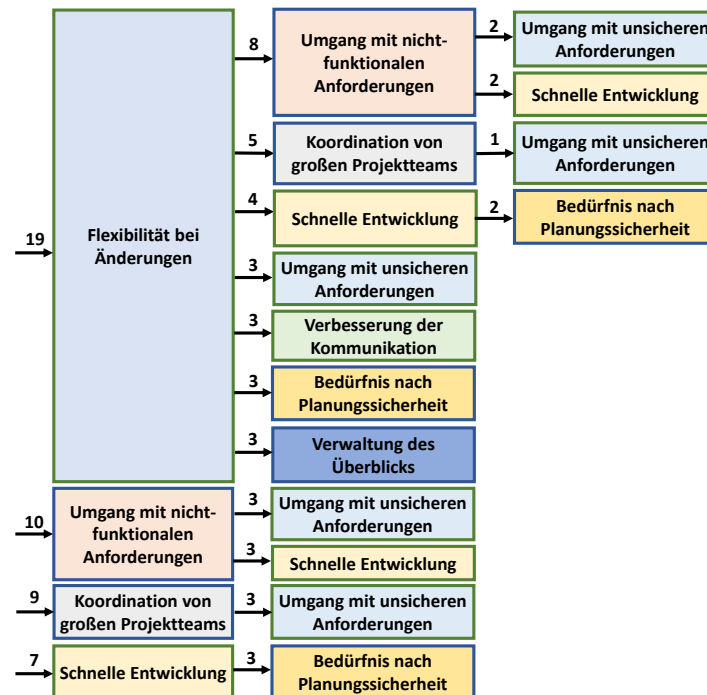 19
Flexibilität bei
Änderungen
8
Umgang mit nicht-
funktionalen
Anforderungen
2
Umgang mit unsicheren
Anforderungen
2
Schnelle Entwicklung
5
Koordination von
großen Projektteams
1
Umgang mit unsicheren
Anforderungen
4
Schnelle Entwicklung
2
Bedürfnis nach
Planungssicherheit
3
Umgang mit unsicheren
Anforderungen
3
Verbesserung der
Kommunikation
3
Bedürfnis nach
Planungssicherheit
3
Verwaltung des
Überblicks
10
Umgang mit nicht-
funktionalen
Anforderungen
3
Umgang mit unsicheren
Anforderungen
3
Schnelle Entwicklung
9
Koordination von
großen Projektteams
3
Umgang mit unsicheren
Anforderungen
7
Schnelle Entwicklung
3
Bedürfnis nach
Planungssicherheit